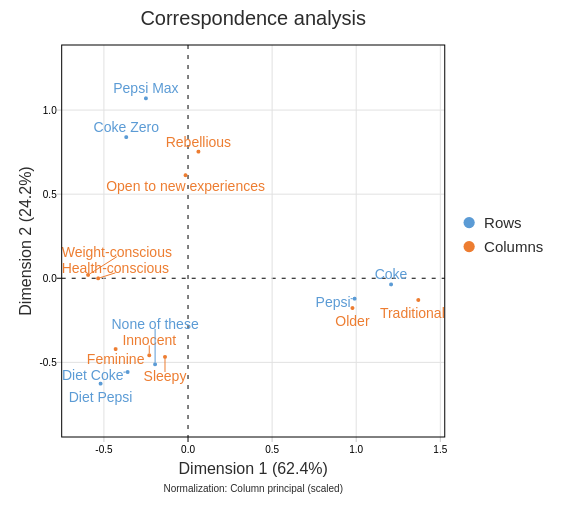 Correspondence analysis
Pepsi Max
1.0
Coke Zero
Rebellious
Rows
Open to new experiences
0.5
Columns
Dimension 2 (24.2%)
Weight-conscious
Health-conscious
Coke
0.0
Pepsi
Traditional
None of these
Older
Innocent
Feminine
-0.5
Diet Coke
Sleepy
Diet Pepsi
-0.5 0.0 0.5 1.0 1.5
Dimension 1 (62.4%)
Normalization: Column principal (scaled)